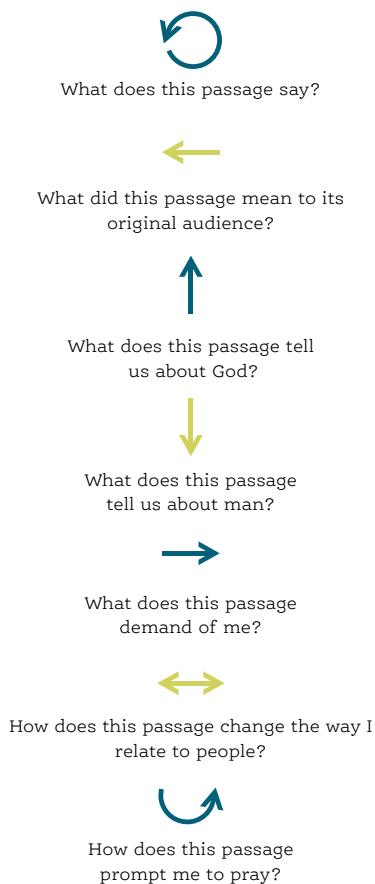 What does this passage say?
What did this passage mean to its
original audience?
What does this passage tell
us about God?
What does this passage
tell us about man?
What does this passage
demand of me?
How does this passage change the way I
relate to people?
How does this passage
prompt me to pray?